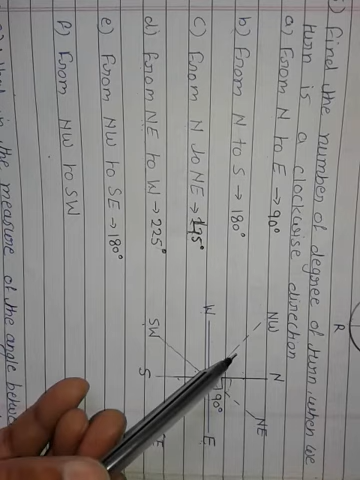 i) Find the number of degree of turn when we
turn is a clockwise direction
a) From N to E → 90°
b) From N to S → 180°
c) From N to NE → 45°
d) From NE to W → 225°
e) From NW to SE → 180°
f) From NW to SW
the measure of the angle betwe
R
NW
N
NE
W
90°
E
SW
S